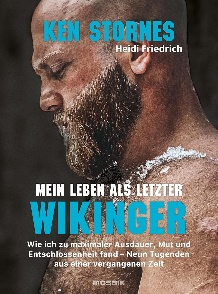 KEN STORNES
Heidi Friedrich
MEIN LEBEN ALS LETZTER
WIKINGER
Wie ich zu maximaler Ausdauer, Mut und
Entschlossenheit fand – Neun Tugenden
aus einer vergangenen Zeit
MOSAIK